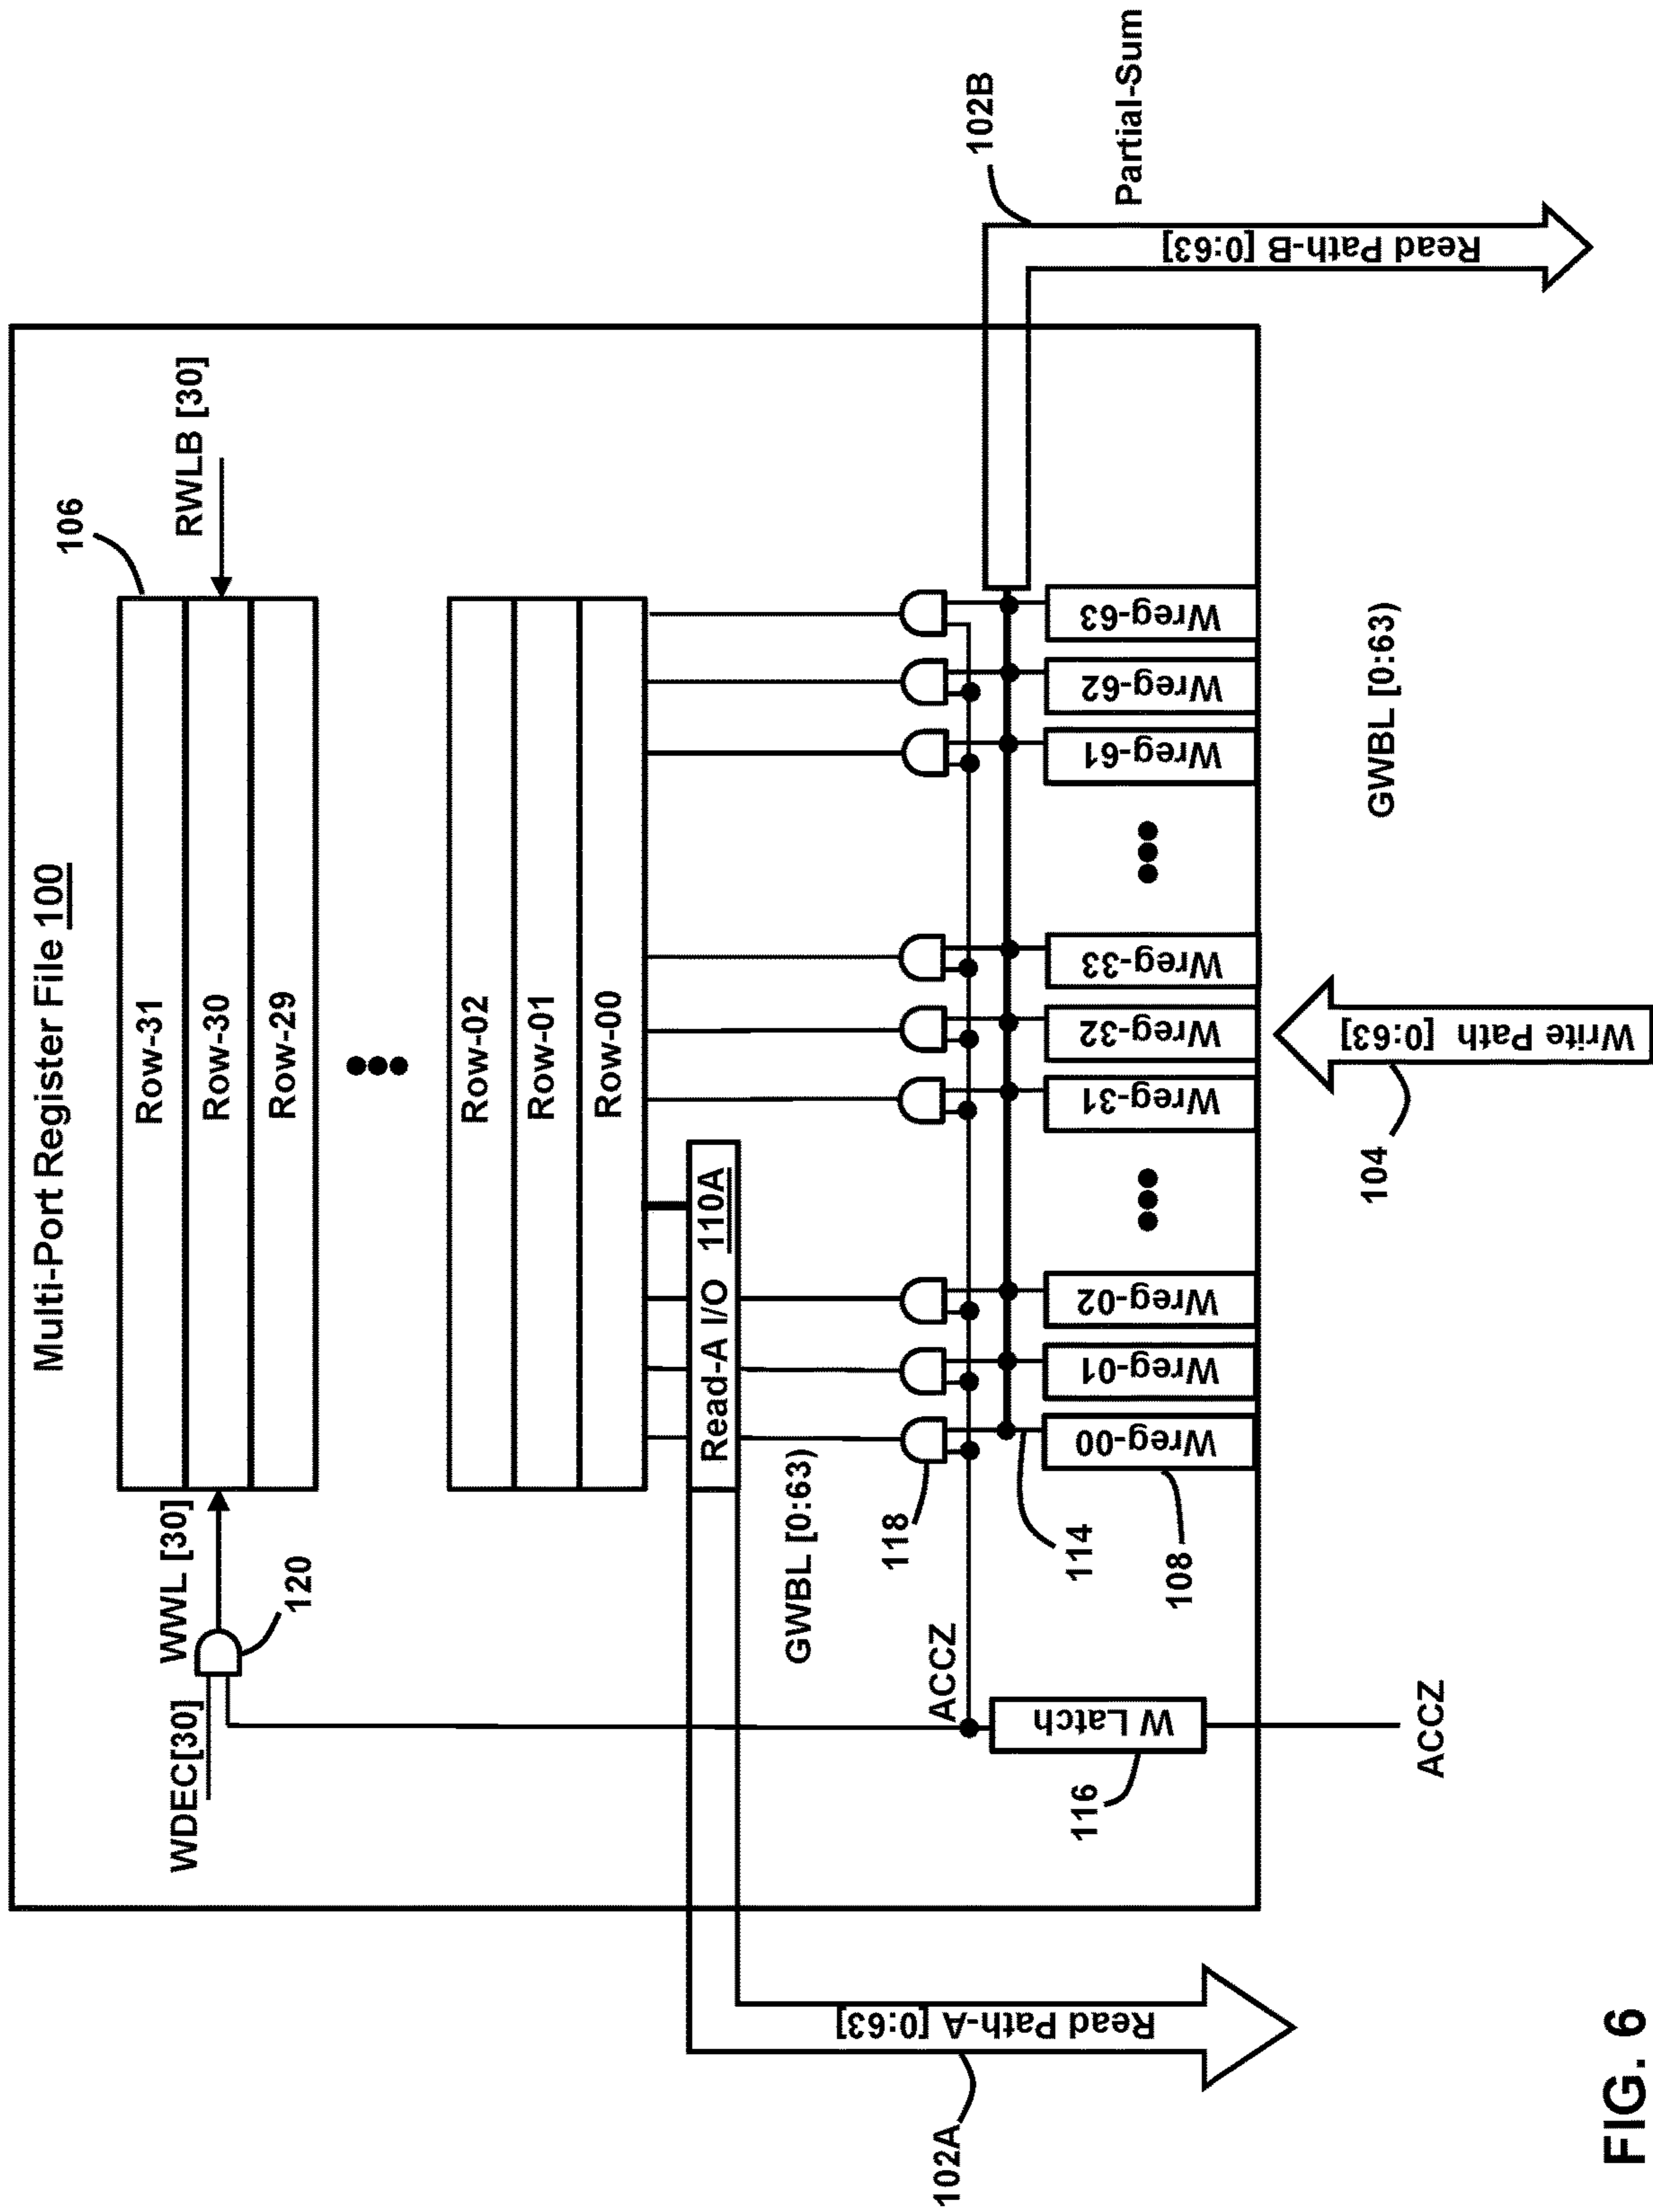 Multi-Port Register File 100
106
Row-31
Row-30
Row-29
WWL [30]
WDEC[30]
120
RWLB [30]
Row-02
Row-01
Row-00
Read-A I/O 110A
GWBL [0:63)
118
ACCZ
114
108
W Latch
116
ACCZ
Wreg-00
Wreg-01
Wreg-02
Wreg-31
Wreg-32
Wreg-33
Wreg-61
Wreg-62
Wreg-63
102B
Partial-Sum
Read Path-B [0:63]
GWBL [0:63)
Write Path [0:63]
104
Read Path-A [0:63]
102A
FIG. 6